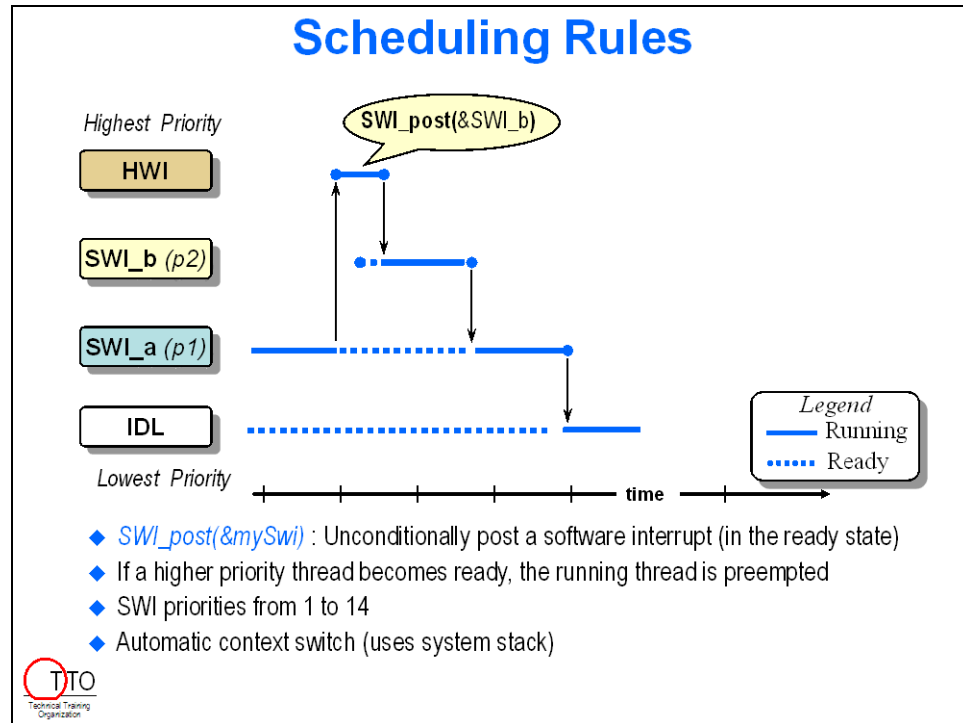 Scheduling Rules
Highest Priority
SWI_post(&SWI_b)
HWI
SWI_b (p2)
SWI_a (p1)
IDL
Lowest Priority
Legend
Running
Ready
time
SWI_post(&mySwi) : Unconditionally post a software interrupt (in the ready state)
If a higher priority thread becomes ready, the running thread is preempted
SWI priorities from 1 to 14
Automatic context switch (uses system stack)
TTO
Technical Training
Organization